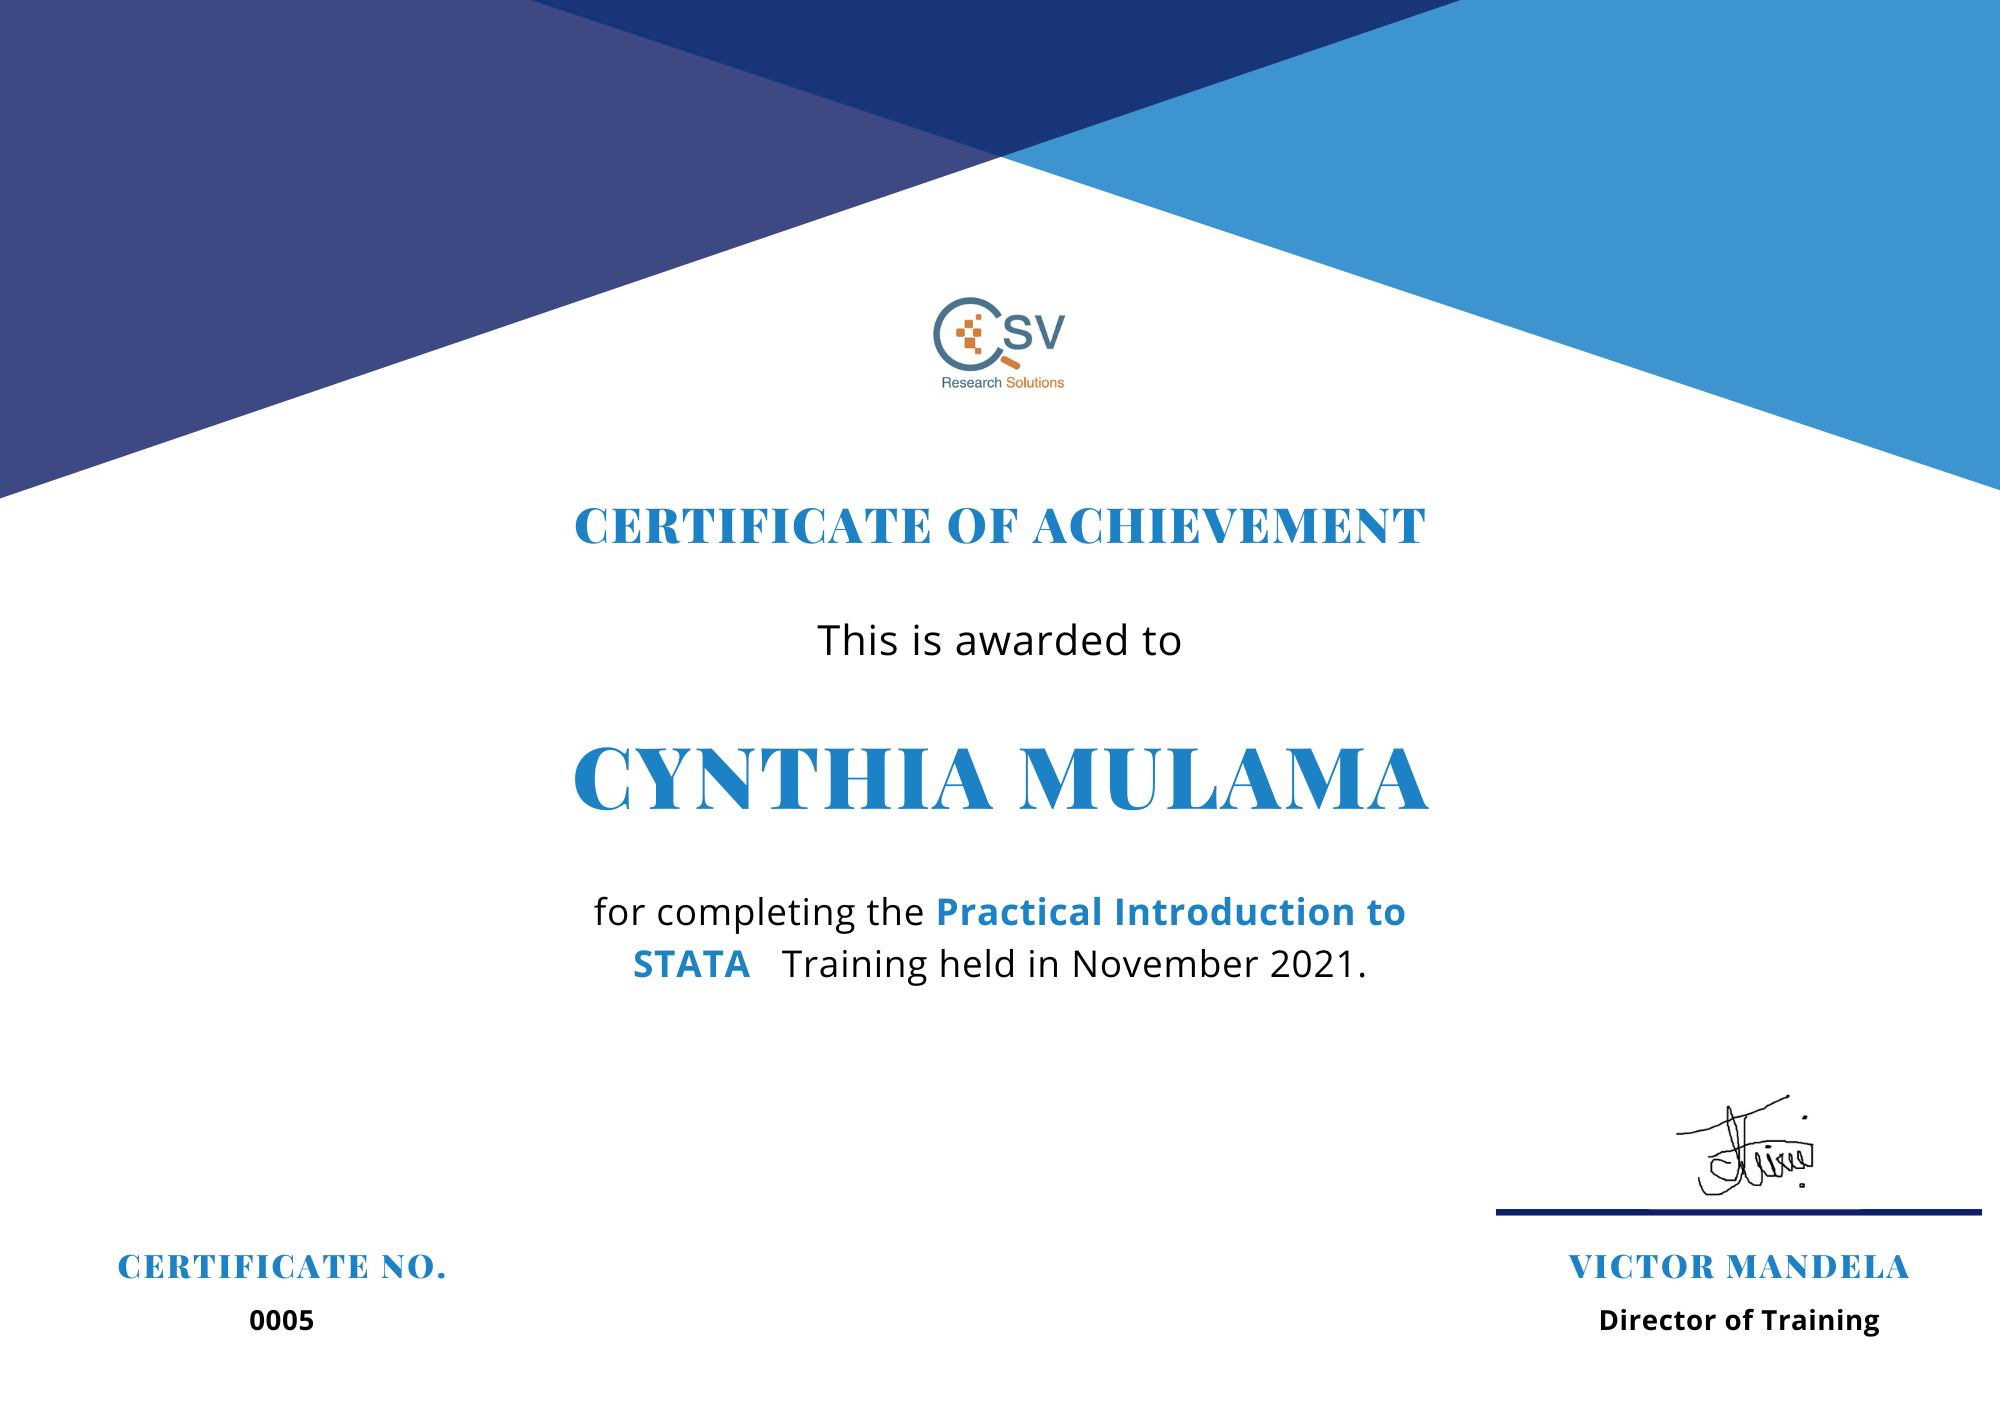 CSV
Research Solutions
CERTIFICATE OF ACHIEVEMENT
This is awarded to
CYNTHIA MULAMA
for completing the Practical Introduction to
STATA Training held in November 2021.
CERTIFICATE NO.
0005
VICTOR MANDELA
Director of Training